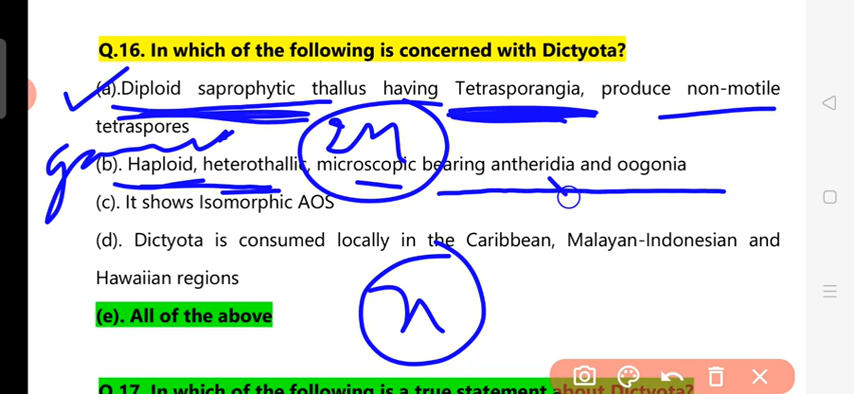 Q.16. In which of the following is concerned with Dictyota?
(a).Diploid saprophytic thallus having Tetrasporangia, produce non-motile
tetraspores
2n
(b). Haploid, heterothallic, microscopic bearing antheridia and oogonia
(c). It shows Isomorphic AOS
(d). Dictyota is consumed locally in the Caribbean, Malayan-Indonesian and
Hawaiian regions
(e). All of the above
n
Q.17. In which of the following is a true statement about Dictyota?